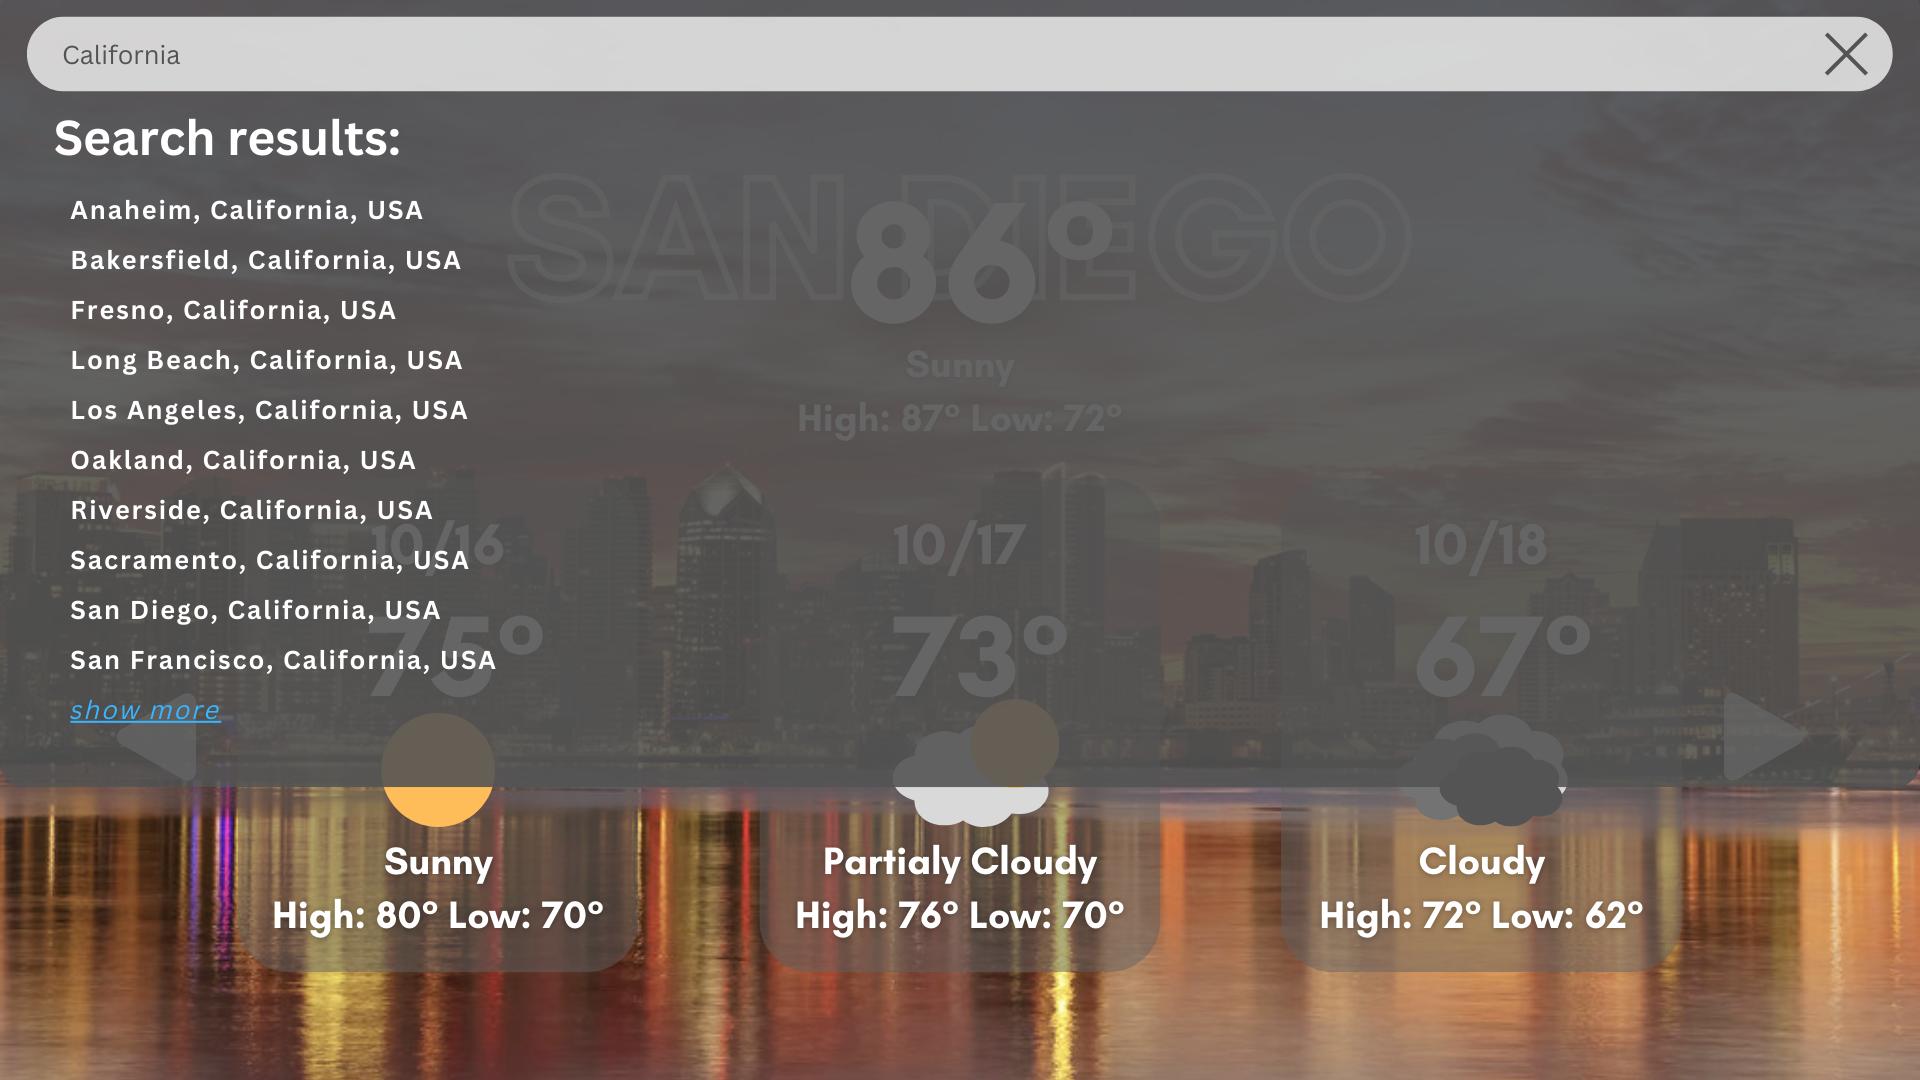 California
Search results:
Anaheim, California, USA
Bakersfield, California, USA
Fresno, California, USA
Long Beach, California, USA
Los Angeles, California, USA
Oakland, California, USA
Riverside, California, USA
Sacramento, California, USA
San Diego, California, USA
San Francisco, California, USA
show more
SAN DIEGO
86°
Sunny
High: 87° Low: 72°
10/16
75°
Sunny
High: 80° Low: 70°
10/17
73°
Partialy Cloudy
High: 76° Low: 70°
10/18
67°
Cloudy
High: 72° Low: 62°